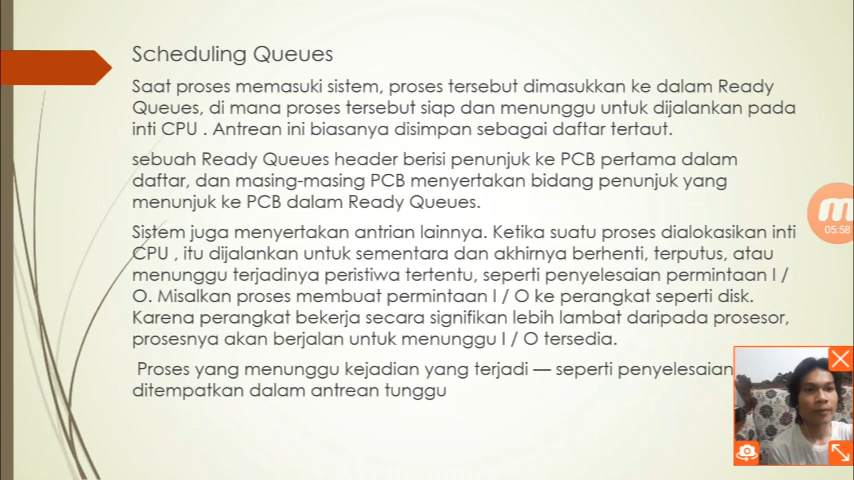 Scheduling Queues
Saat proses memasuki sistem, proses tersebut dimasukkan ke dalam Ready
Queues, di mana proses tersebut siap dan menunggu untuk dijalankan pada
inti CPU . Antrean ini biasanya disimpan sebagai daftar tertaut.
sebuah Ready Queues header berisi penunjuk ke PCB pertama dalam
daftar, dan masing-masing PCB menyertakan bidang penunjuk yang
menunjuk ke PCB dalam Ready Queues.
Sistem juga menyertakan antrian lainnya. Ketika suatu proses dialokasikan inti
CPU , itu dijalankan untuk sementara dan akhirnya berhenti, terputus, atau
menunggu terjadinya peristiwa tertentu, seperti penyelesaian permintaan I /
O. Misalkan proses membuat permintaan I / O ke perangkat seperti disk.
Karena perangkat bekerja secara signifikan lebih lambat daripada prosesor,
prosesnya akan berjalan untuk menunggu I / O tersedia.
Proses yang menunggu kejadian yang terjadi — seperti penyelesaian
ditempatkan dalam antrean tunggu
05:58